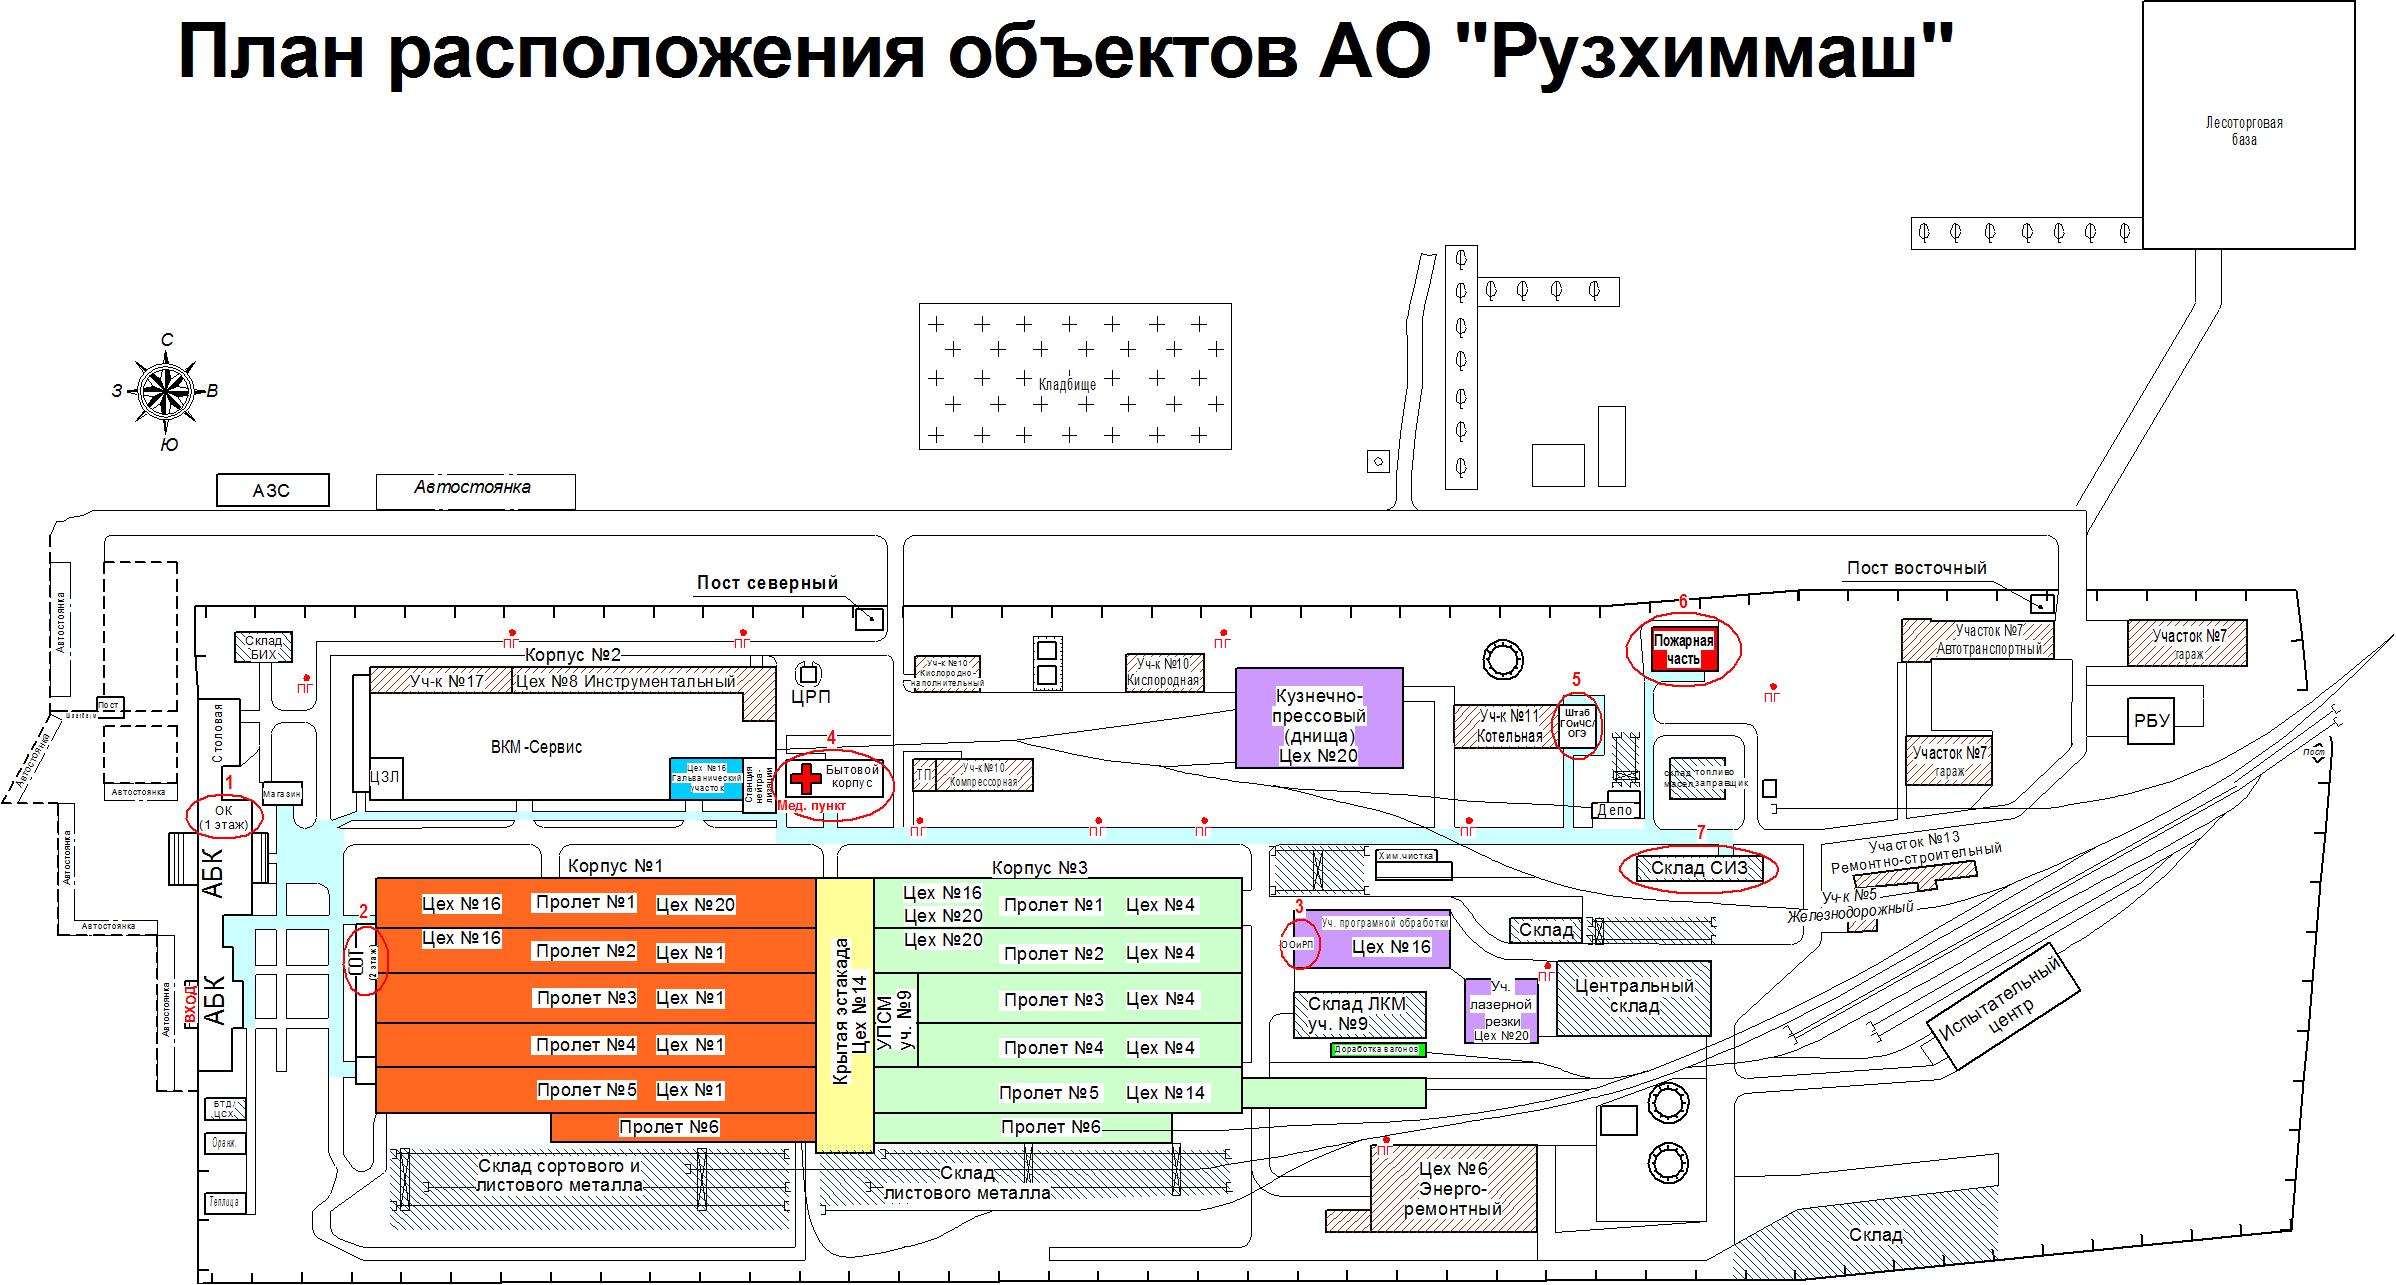 План расположения объектов АО "Рузхиммаш"
Лесоторговая
база
Кладбище
С
З
В
Ю
АЗС
Автостоянка
Пост северный
Пост восточный
Автостоянка
Автостоянка
Пост
Автостоянка
Автостоянка
Автостоянка
Автостоянка
Склад
БИХ
Столовая
Магазин
1
ОК
(1 этаж)
АБК
АБК
ВХОД
ПГ
ПГ
ПГ
Корпус №2
Уч-к №17
Цех №8 Инструментальный
ВКМ-Сервис
ЦЗЛ
Цех №16
Гальванический
участок
Станция
нейтра-
лизации
ЦРП
4
Бытовой
корпус
Мед. пункт
Уч-к №10
Кислородно-
наполнительный
ТП
Уч-к№10
Компрессорная
Уч-к №10
Кислородная
ПГ
Кузнечно-
прессовый
(днища)
Цех №20
Уч-к №11
Котельная
5
Штаб
ГОиЧС/
ОГЭ
6
Пожарная
часть
ПГ
склад
масел
топливо
заправщик
Депо
Участок №7
Автотранспортный
Участок №7
гараж
РБУ
Участок №7
гараж
Пост
ПГ
ПГ
ПГ
ПГ
7
Склад СИЗ
Участок №13
Ремонтно-строительный
Уч-к №5
Железнодорожный
Хим.чистка
Корпус №1
Корпус №3
2
СОТ
(2 этаж)
Цех №16
Пролет №1
Цех №20
Цех №16
Пролет №2
Цех №1
Пролет №3
Цех №1
Пролет №4
Цех №1
Пролет №5
Цех №1
Пролет №6
Крытая эстакада
Цех №14
Цех №16
Цех №20
Пролет №1
Цех №4
Цех №20
Пролет №2
Цех №4
УПСМ
уч. №9
Пролет №3
Цех №4
Пролет №4
Цех №4
Пролет №5
Цех №14
Пролет №6
3
ООиРП
Уч. програмной обработки
Цех №16
Склад
ПГ
Центральный
склад
Уч.
лазерной
резки
Цех №20
Склад ЛКМ
уч. №9
Доработка вагонов
Испытательный
центр
БТД/
ЦСХ
Оранж.
Теплица
Склад сортового и
листового металла
Склад
листового металла
ПГ
Цех №6
Энерго-
ремонтный
Склад